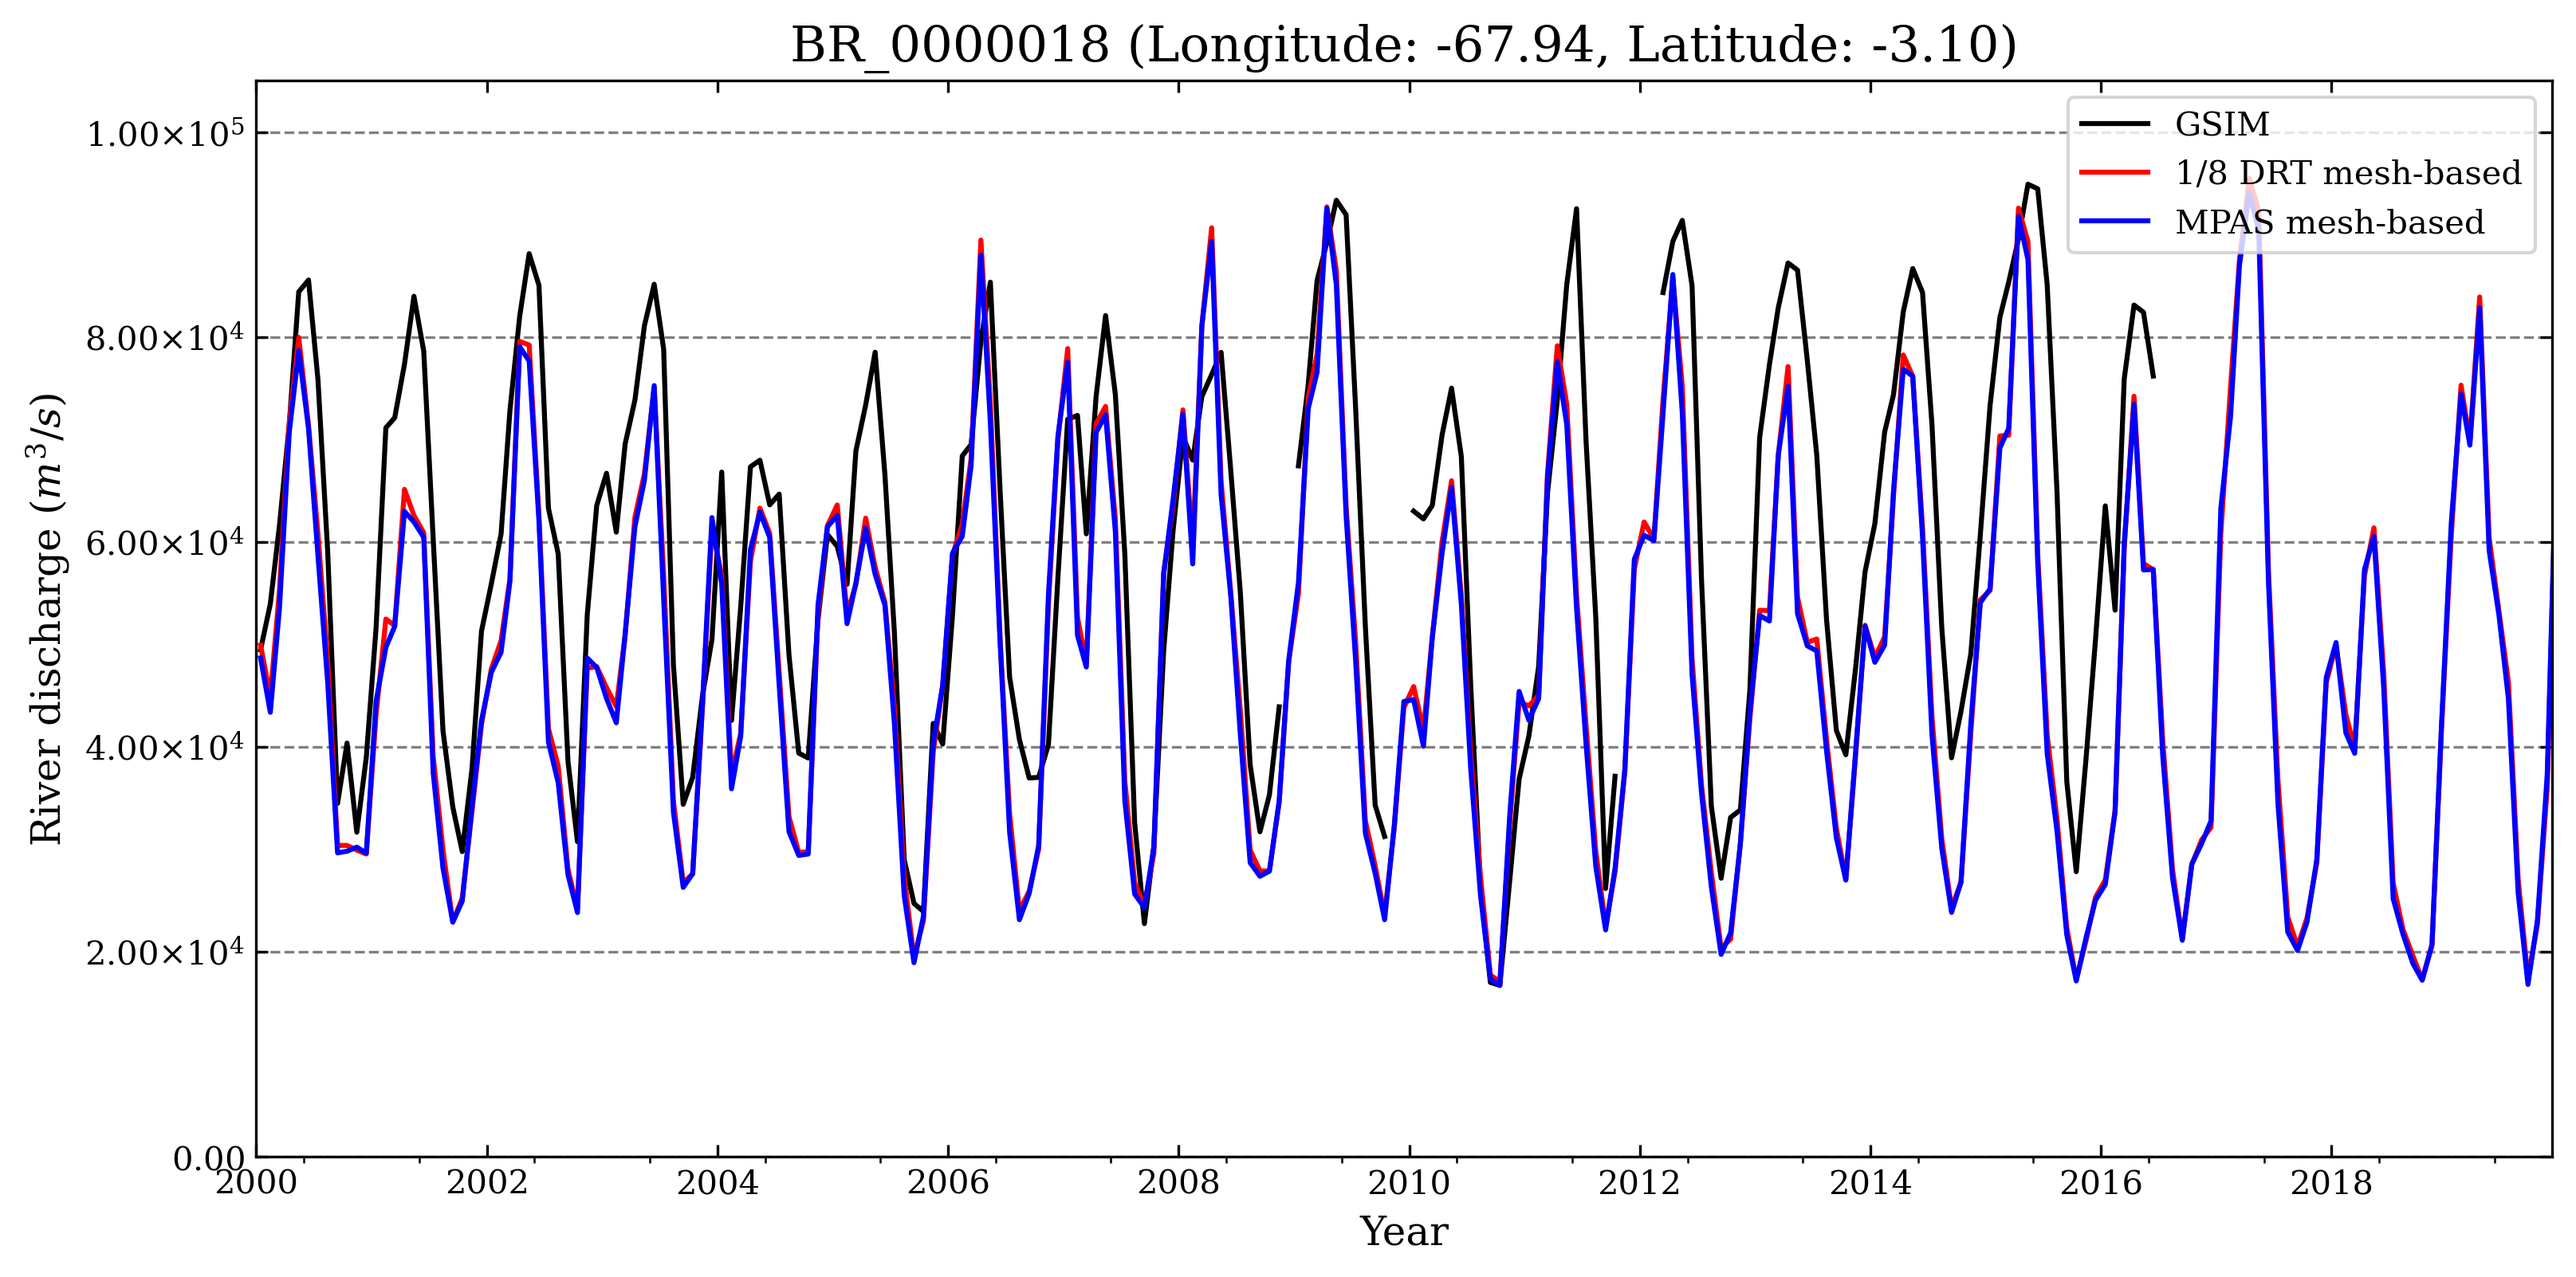 BR_0000018 (Longitude: -67.94, Latitude: -3.10)
River discharge (m³/s)
1.00×10⁵
8.00×10⁴
6.00×10⁴
4.00×10⁴
2.00×10⁴
0.00
GSIM
1/8 DRT mesh-based
MPAS mesh-based
2000 2002 2004 2006 2008 2010 2012 2014 2016 2018
Year